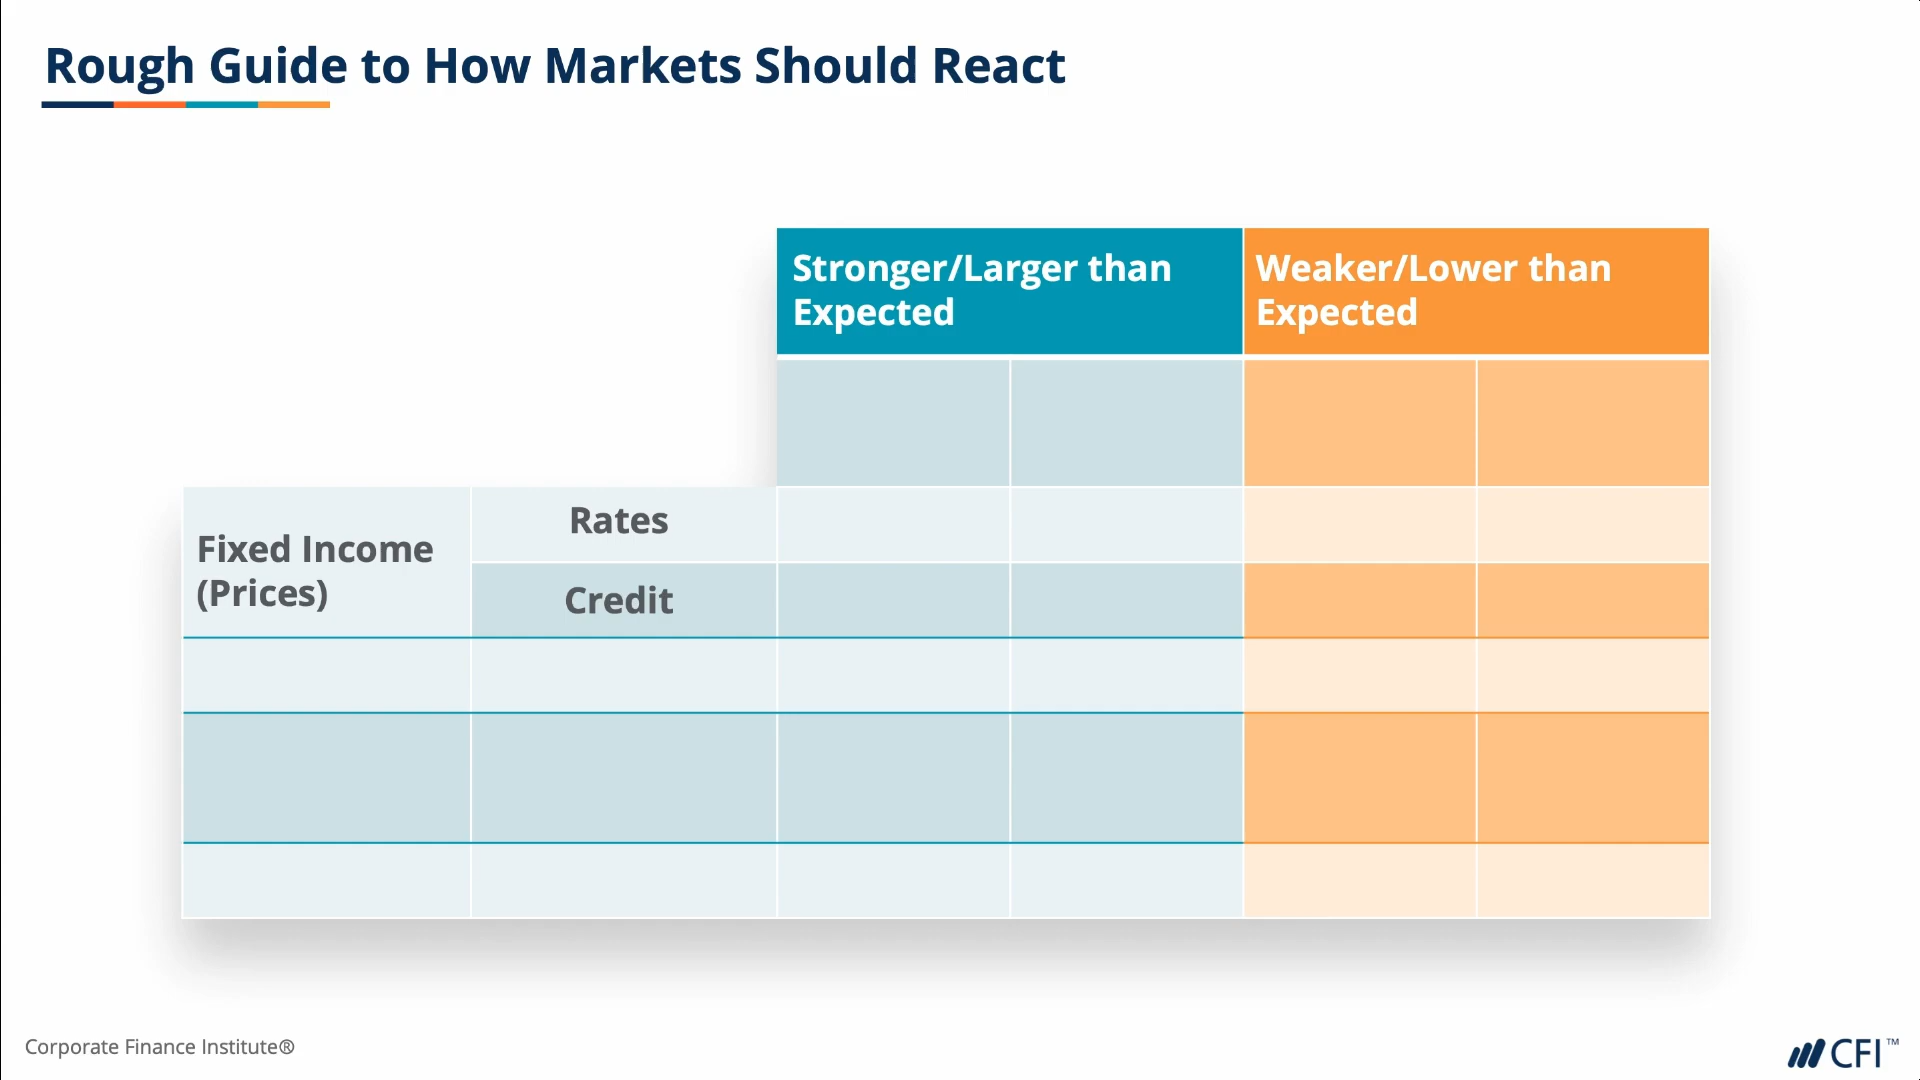 Rough Guide to How Markets Should React
Stronger/Larger than
Expected
Weaker/Lower than
Expected
Fixed Income
(Prices)
Rates
Credit
Corporate Finance Institute®
CFI™